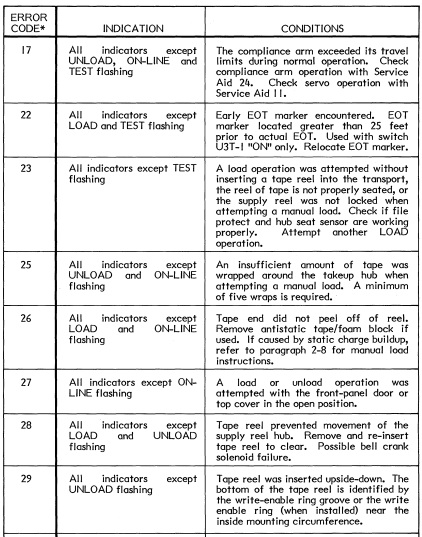 ERROR
CODE*
INDICATION
CONDITIONS
17
All indicators except
UNLOAD, ON-LINE and
TEST flashing
The compliance arm exceeded its travel
limits during normal operation. Check
compliance arm operation with Service
Aid 24. Check servo operation with
Service Aid 11.
22
All indicators except
LOAD and TEST flashing
Early EOT marker encountered. EOT
marker located greater than 25 feet
prior to actual EOT. Used with switch
U3T-1 "ON" only. Relocate EOT marker.
23
All indicators except TEST
flashing
A load operation was attempted without
inserting a tape reel into the transport,
the reel of tape is not properly seated, or
the supply reel was not locked when
attempting a manual load. Check if file
protect and hub seat sensor are working
properly. Attempt another LOAD
operation.
25
All indicators except
UNLOAD and ON-LINE
flashing
An insufficient amount of tape was
wrapped around the takeup hub when
attempting a manual load. A minimum
of five wraps is required.
26
All indicators except
LOAD and ON-LINE
flashing
Tape end did not peel off of reel.
Remove antistatic tape/foam block if
used. If caused by static charge buildup,
refer to paragraph 2-8 for manual load
instructions.
27
All indicators except ON-
LINE flashing
A load or unload operation was
attempted with the front-panel door or
top cover in the open position.
28
All indicators except
LOAD and UNLOAD
flashing
Tape reel prevented movement of the
supply reel hub. Remove and re-insert
tape reel to clear. Possible bell crank
solenoid failure.
29
All indicators except
UNLOAD flashing
Tape reel was inserted upside-down. The
bottom of the tape reel is identified by
the write-enable ring groove or the write
enable ring (when installed) near the
inside mounting circumference.